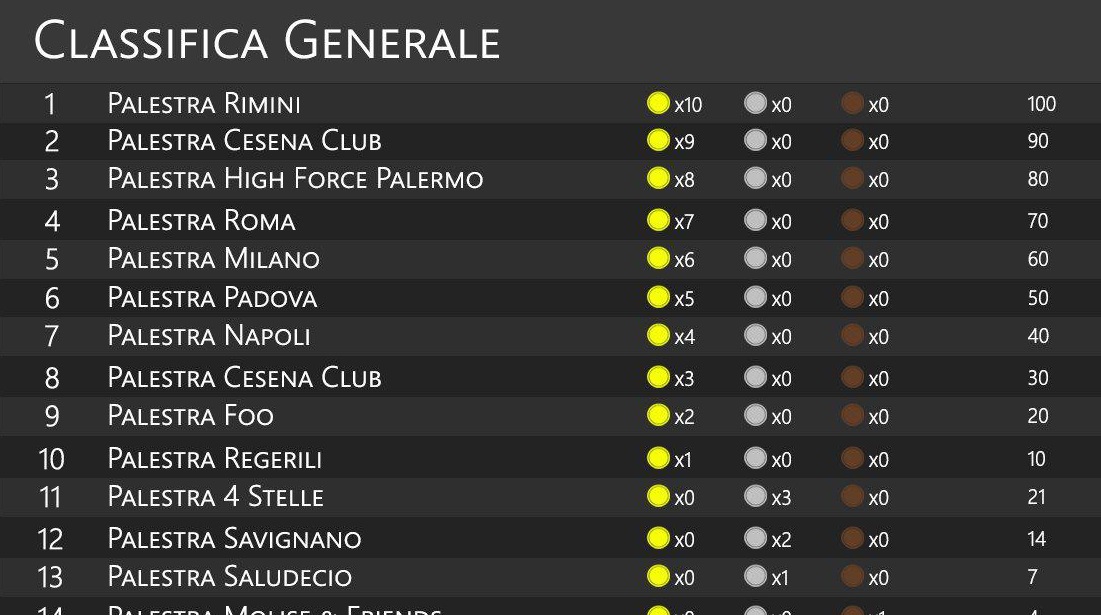 Classifica Generale
1 Palestra Rimini x10 x0 x0 100
2 Palestra Cesena Club x9 x0 x0 90
3 Palestra High Force Palermo x8 x0 x0 80
4 Palestra Roma x7 x0 x0 70
5 Palestra Milano x6 x0 x0 60
6 Palestra Padova x5 x0 x0 50
7 Palestra Napoli x4 x0 x0 40
8 Palestra Cesena Club x3 x0 x0 30
9 Palestra Foo x2 x0 x0 20
10 Palestra Regerili x1 x0 x0 10
11 Palestra 4 Stelle x0 x3 x0 21
12 Palestra Savignano x0 x2 x0 14
13 Palestra Saludecio x0 x1 x0 7
14 Palestra Mouse & Friends x0 x0 x1 4